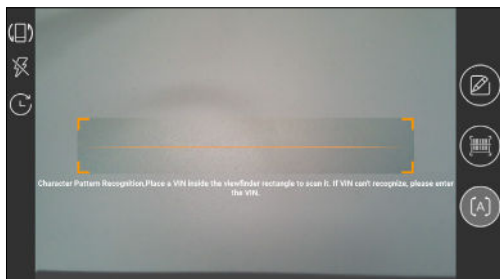 Character Pattern Recognition,Place a VIN inside the viewfinder rectangle to scan it. If VIN can't recognize, please enter
the VIN.
[A]